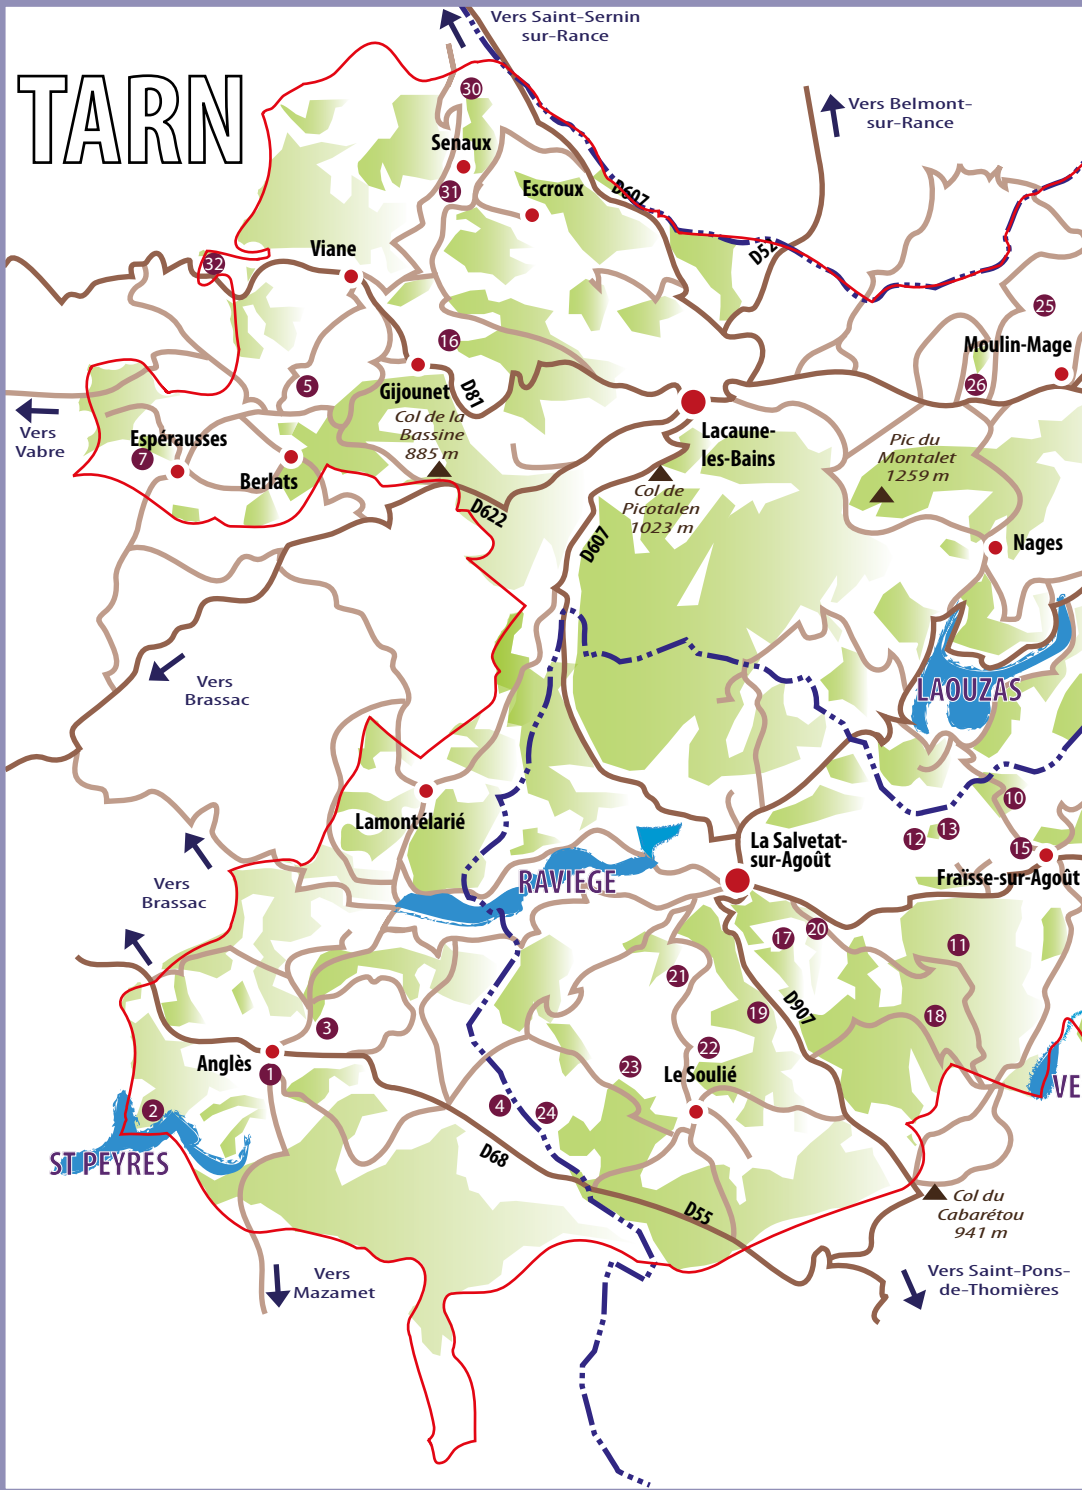 Vers Saint-Sernin
sur-Rance
TARN
30
Vers Belmont-
sur-Rance
Senaux
31
Escroux
D607
Viane
D52
32
25
16
Moulin-Mage
5
Gijounet
D81
26
Vers
Vabre
Col de la
Bassine
885 m
Espérausses
7
Berlats
Lacaune-
les-Bains
Pic du
Montalet
1259 m
Col de
Picotalen
1023 m
D622
D607
Nages
Vers
Brassac
LAOUZAS
10
Lamontélarié
12
13
La Salvetat-
sur-Agoût
15
Fraïsse-sur-Agoût
RAVIEGE
Vers
Brassac
17
20
11
21
D907
19
18
3
22
Anglès
1
23
Le Soulié
VE
2
4
24
ST PEYRES
D68
D55
Col du
Cabarétou
941 m
Vers
Mazamet
Vers Saint-Pons-
de-Thomières